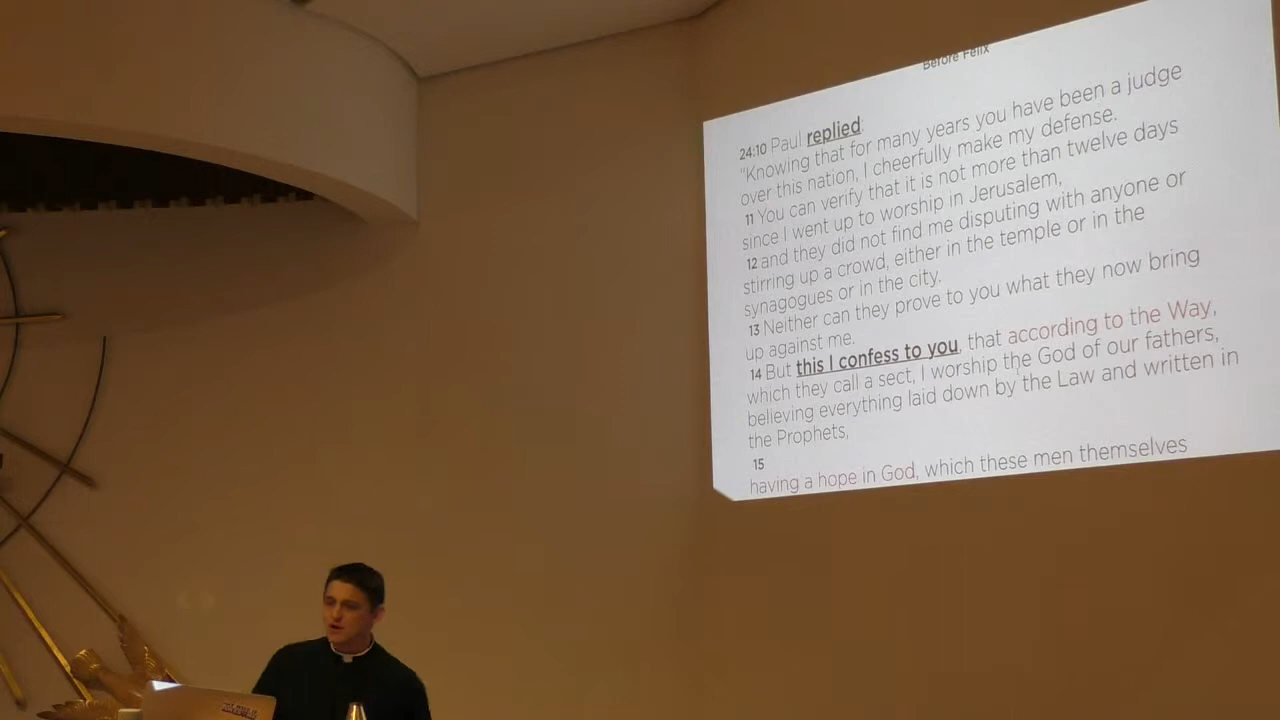 Before Felix
24:10 Paul replied:
"Knowing that for many years you have been a judge
over this nation, I cheerfully make my defense.
11 You can verify that it is not more than twelve days
since I went up to worship in Jerusalem,
12 and they did not find me disputing with anyone or
stirring up a crowd, either in the temple or in the
synagogues or in the city.
13 Neither can they prove to you what they now bring
up against me.
14 But this I confess to you, that according to the Way,
which they call a sect, I worship the God of our fathers,
believing everything laid down by the Law and written in
the Prophets,
15
having a hope in God, which these men themselves